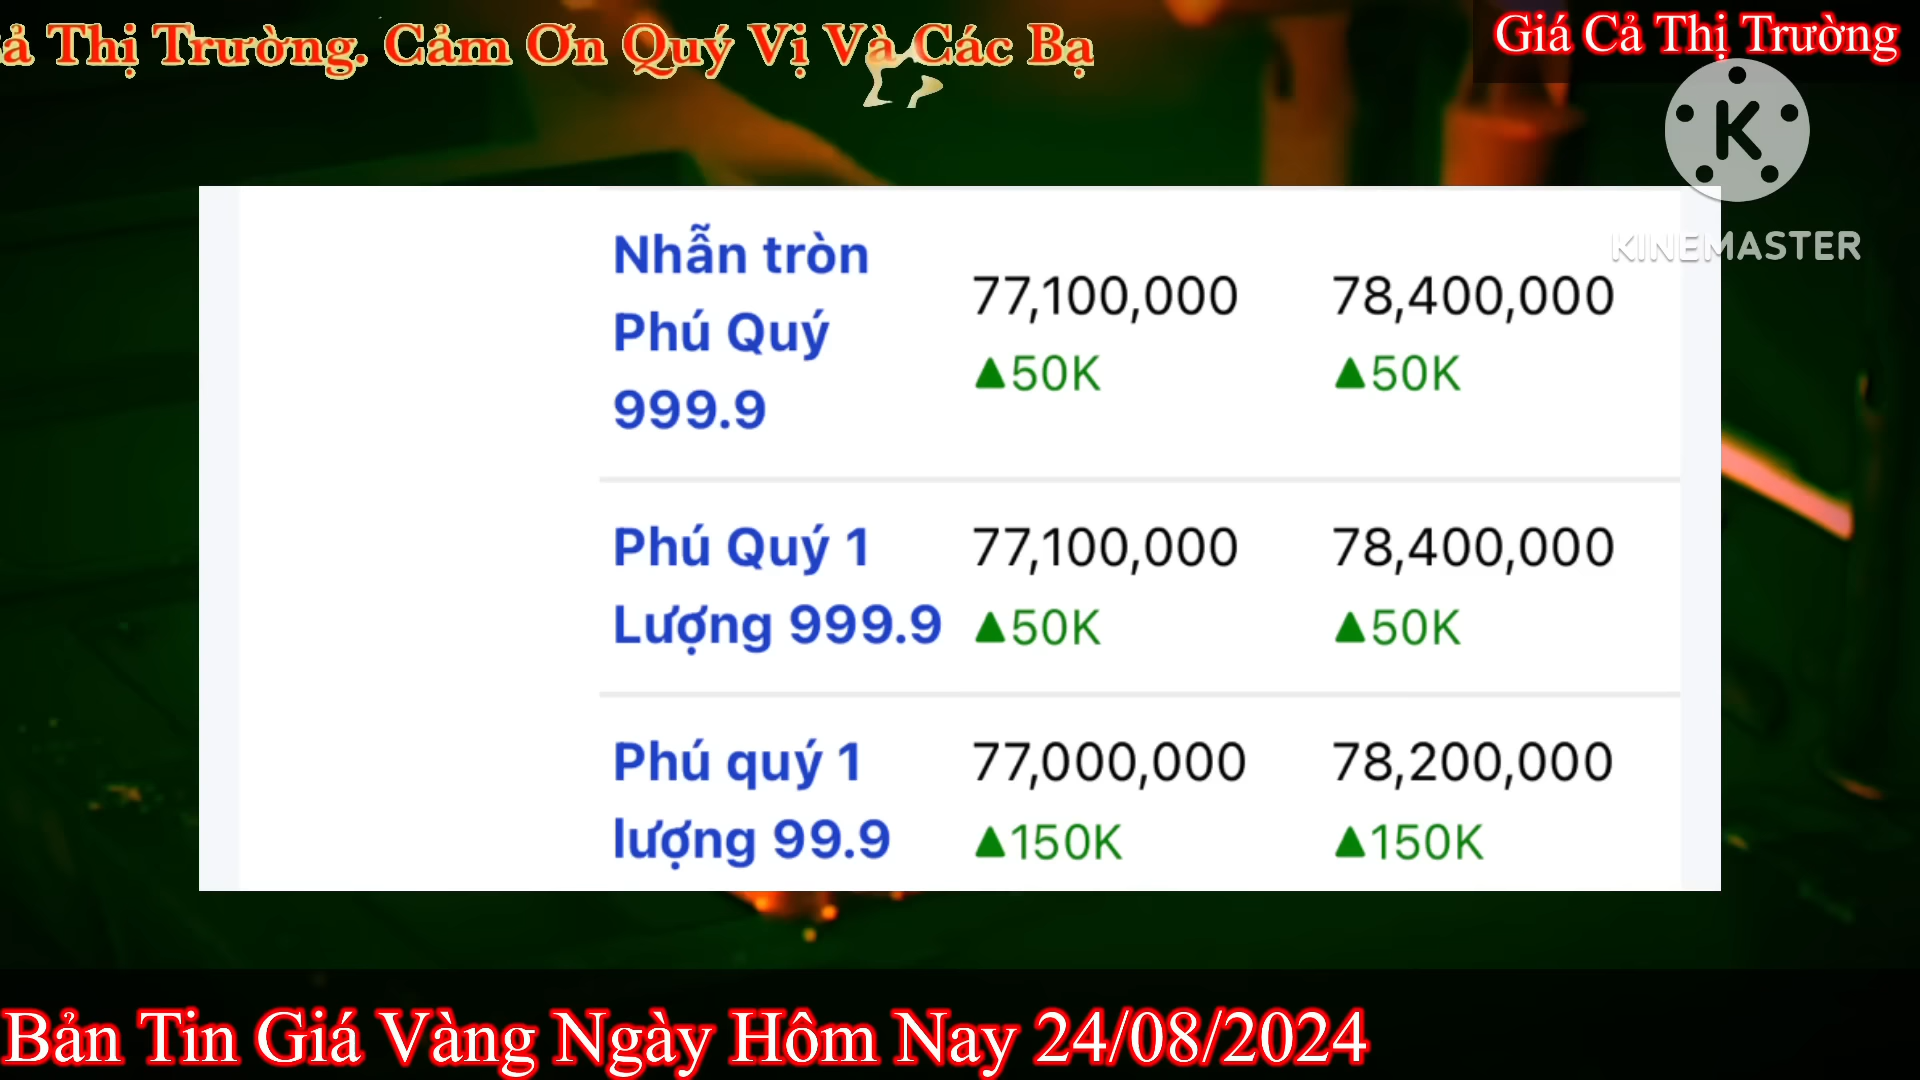 ả Thị Trường. Cảm Ơn Quý Vị Và Các Bạ
Giá Cả Thị Trường
K
KINEMASTER
Nhẫn tròn
Phú Quý
999.9
77,100,000
▲50K
78,400,000
▲50K
Phú Quý 1
Lượng 999.9
77,100,000
▲50K
78,400,000
▲50K
Phú quý 1
lượng 99.9
77,000,000
▲150K
78,200,000
▲150K
Bản Tin Giá Vàng Ngày Hôm Nay 24/08/2024